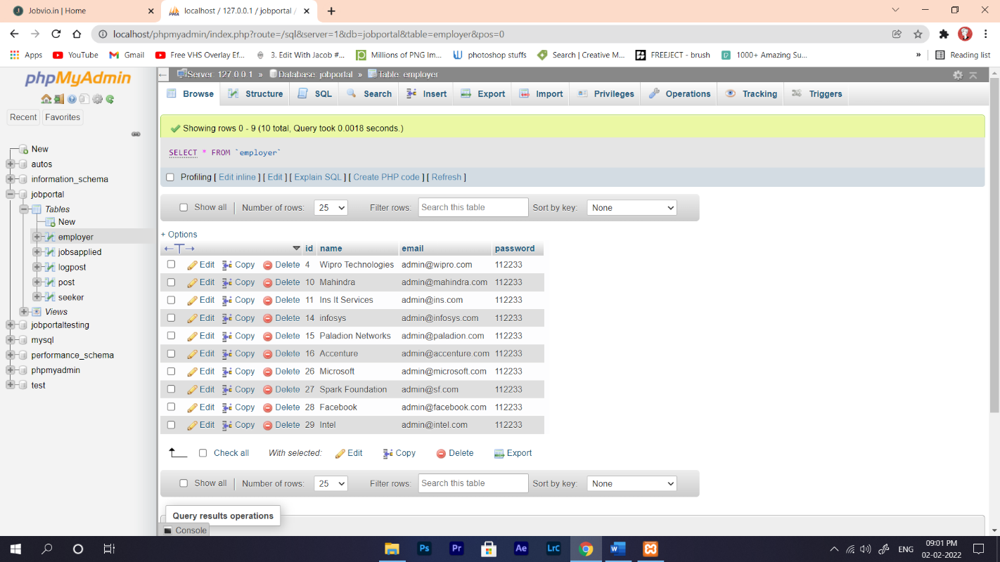 Jobvio.in | Home
localhost / 127.0.0.1 / jobportal /
localhost/phpmyadmin/index.php?route=/sql&server=1&db=jobportal&table=employer&pos=0
Apps YouTube Gmail Free VHS Overlay Ef... 3. Edit With Jacob #... Millions of PNG Im... photoshop stuffs Search | Creative M... FREEJECT - brush 1000+ Amazing Su... » Reading list
phpMyAdmin
Recent Favorites
New
autos
information_schema
jobportal
Tables
New
employer
jobsapplied
logpost
post
seeker
Views
jobportaltesting
mysql
performance_schema
phpmyadmin
test
Server 127 0 0 1 » Database jobportal » Table employer
Browse Structure SQL Search Insert Export Import Privileges Operations Tracking Triggers
Showing rows 0 - 9 (10 total, Query took 0.0018 seconds.)
SELECT * FROM `employer`
Profiling [ Edit inline ] [ Edit ] [ Explain SQL ] [ Create PHP code ] [ Refresh ]
Show all | Number of rows: 25 Filter rows: Search this table Sort by key: None
+ Options
←T→ id name email password
Edit Copy Delete 4 Wipro Technologies admin@wipro.com 112233
Edit Copy Delete 10 Mahindra admin@mahindra.com 112233
Edit Copy Delete 11 Ins It Services admin@ins.com 112233
Edit Copy Delete 14 infosys admin@infosys.com 112233
Edit Copy Delete 15 Paladion Networks admin@paladion.com 112233
Edit Copy Delete 16 Accenture admin@accenture.com 112233
Edit Copy Delete 26 Microsoft admin@microsoft.com 112233
Edit Copy Delete 27 Spark Foundation admin@sf.com 112233
Edit Copy Delete 28 Facebook admin@facebook.com 112233
Edit Copy Delete 29 Intel admin@intel.com 112233
Check all With selected: Edit Copy Delete Export
Show all | Number of rows: 25 Filter rows: Search this table Sort by key: None
Query results operations
Console
Ps Pr Ae LrC W ENG 09:01 PM
02-02-2022